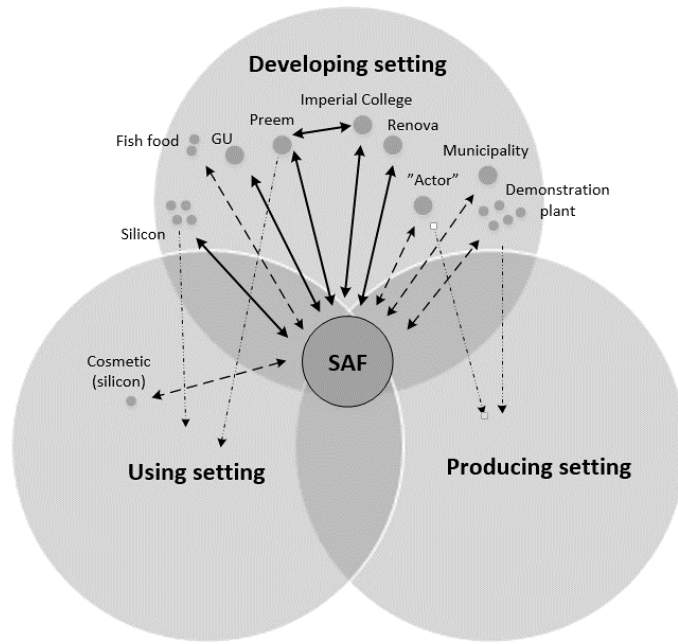 Developing setting
Imperial College
Preem
Renova
Fish food
GU
Municipality
"Actor"
Demonstration
plant
Silicon
SAF
Cosmetic
(silicon)
Using setting
Producing setting